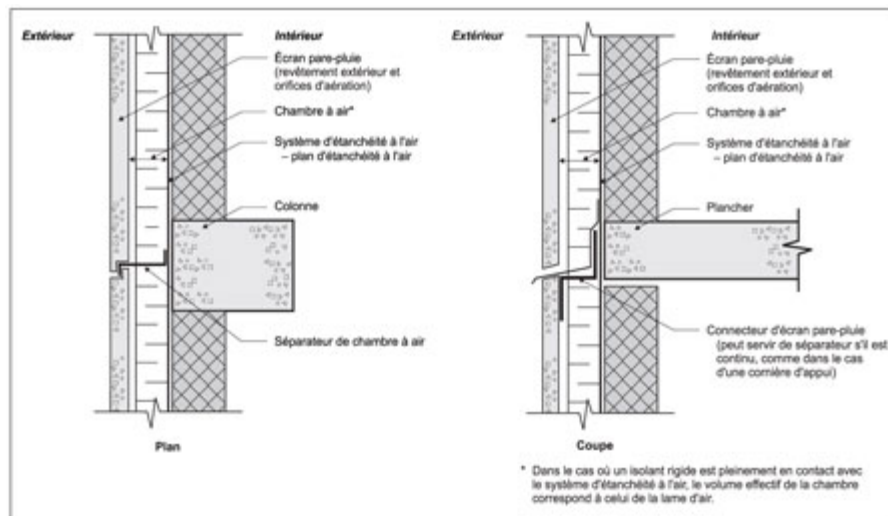 Extérieur
Intérieur
Écran pare-pluie
(revêtement extérieur et
orifices d'aération)
Chambre à air*
Système d'étanchéité à l'air
– plan d'étanchéité à l'air
Colonne
Séparateur de chambre à air
Plan
Extérieur
Intérieur
Écran pare-pluie
(revêtement extérieur et
orifices d'aération)
Chambre à air*
Système d'étanchéité à l'air
– plan d'étanchéité à l'air
Plancher
Connecteur d'écran pare-pluie
(peut servir de séparateur s'il est
continu, comme dans le cas
d'une cornière d'appui)
Coupe
* Dans le cas où un isolant rigide est pleinement en contact avec
le système d'étanchéité à l'air, le volume effectif de la chambre
correspond à celui de la lame d'air.